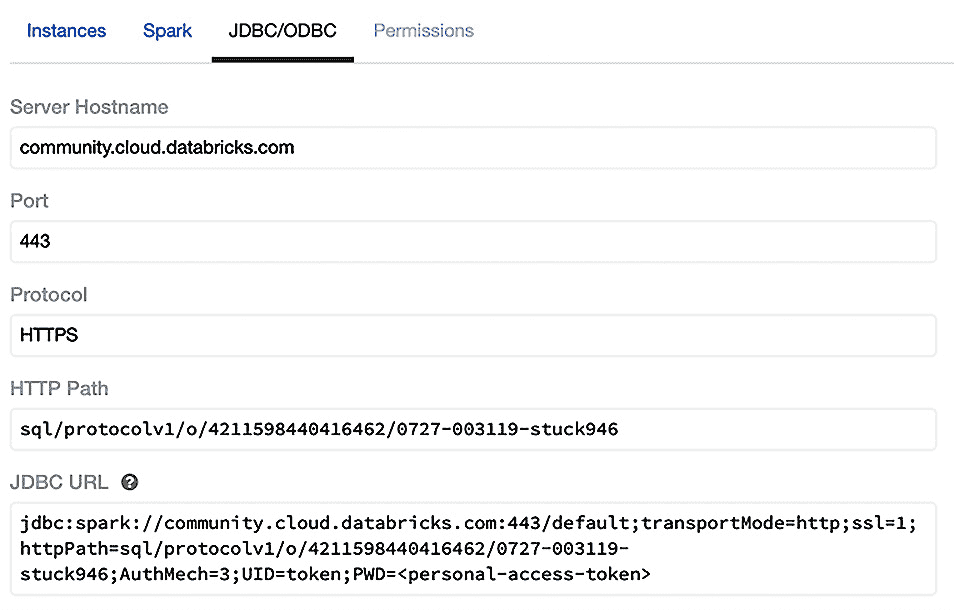 Instances Spark JDBC/ODBC Permissions
Server Hostname
community.cloud.databricks.com
Port
443
Protocol
HTTPS
HTTP Path
sql/protocolv1/o/4211598440416462/0727-003119-stuck946
JDBC URL ?
jdbc:spark://community.cloud.databricks.com:443/default;transportMode=http;ssl=1;
httpPath=sql/protocolv1/o/4211598440416462/0727-003119-
stuck946;AuthMech=3;UID=token;PWD=<personal-access-token>